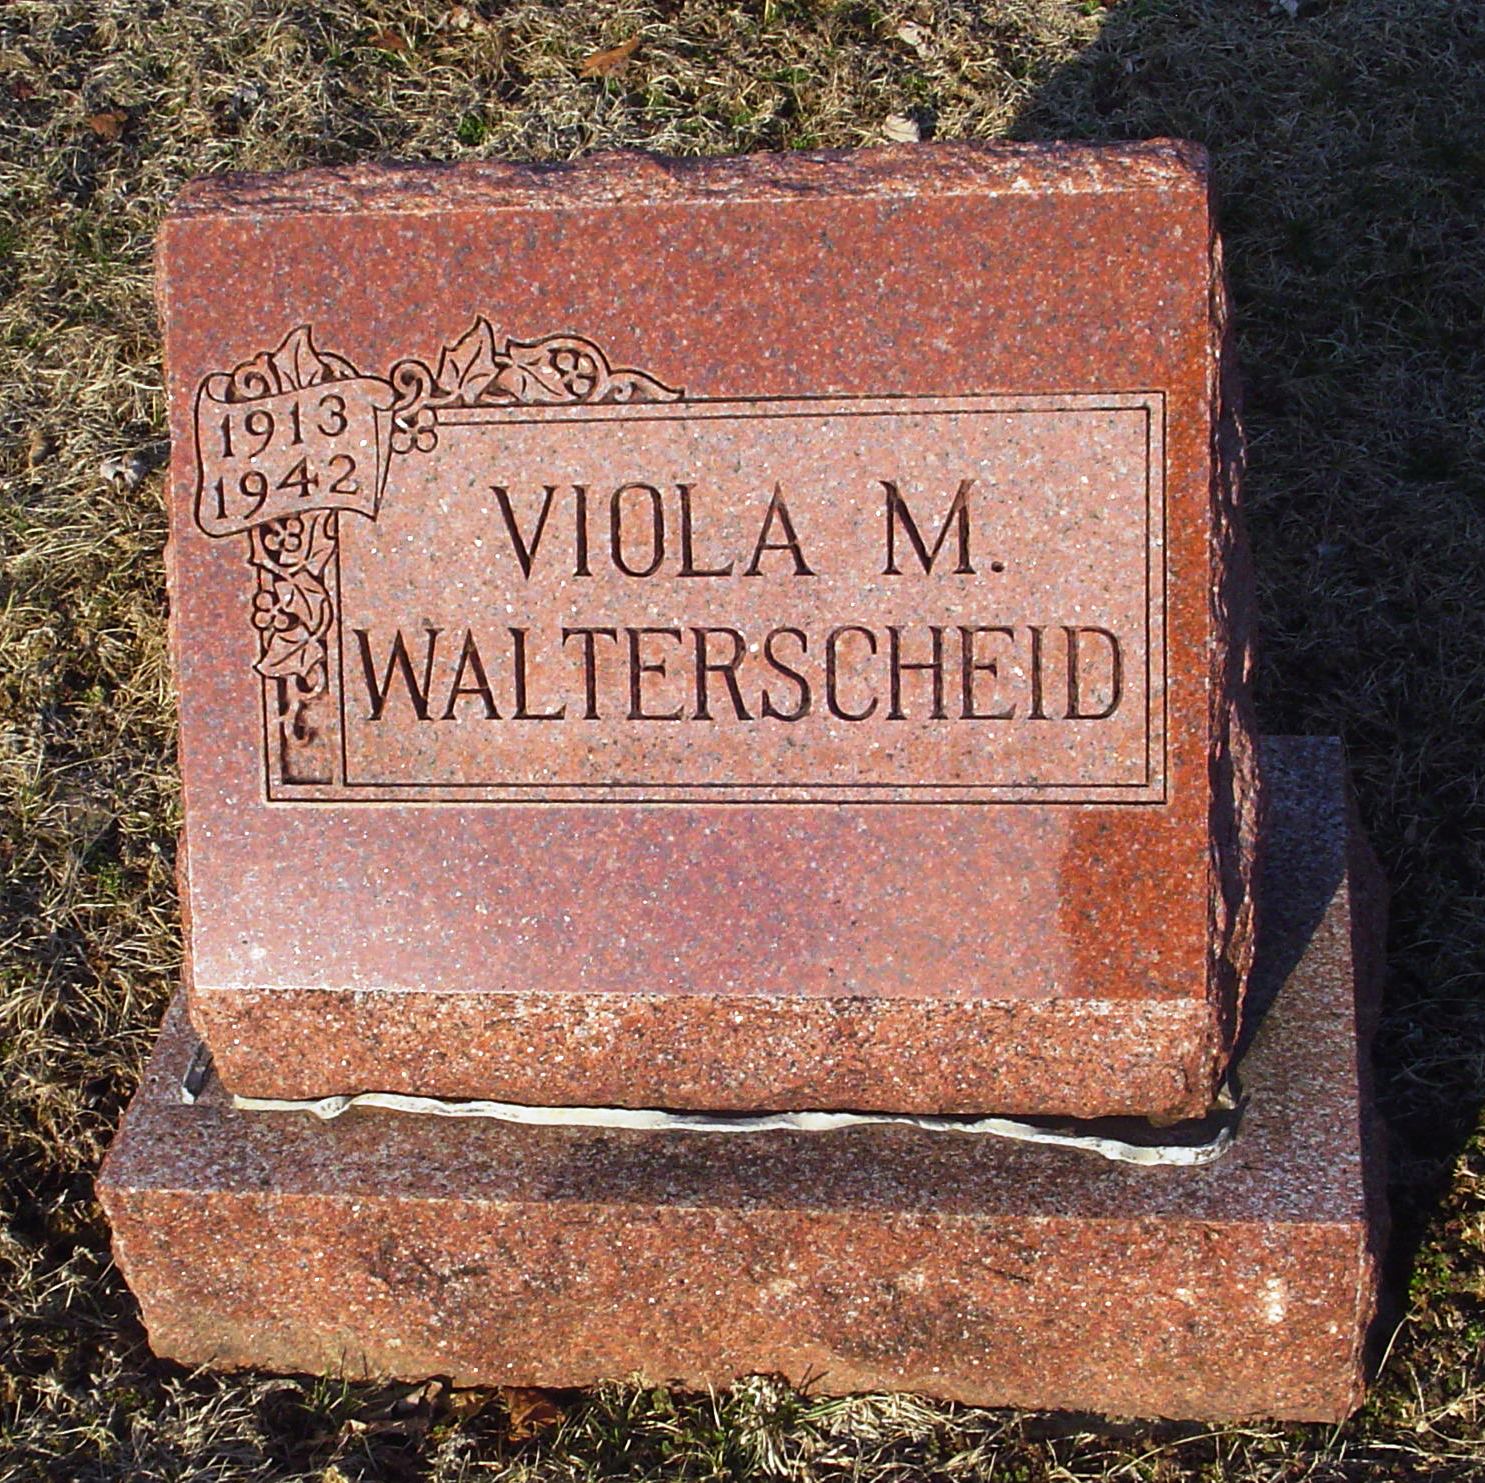 1913
1942
VIOLA M.
WALTERSCHEID